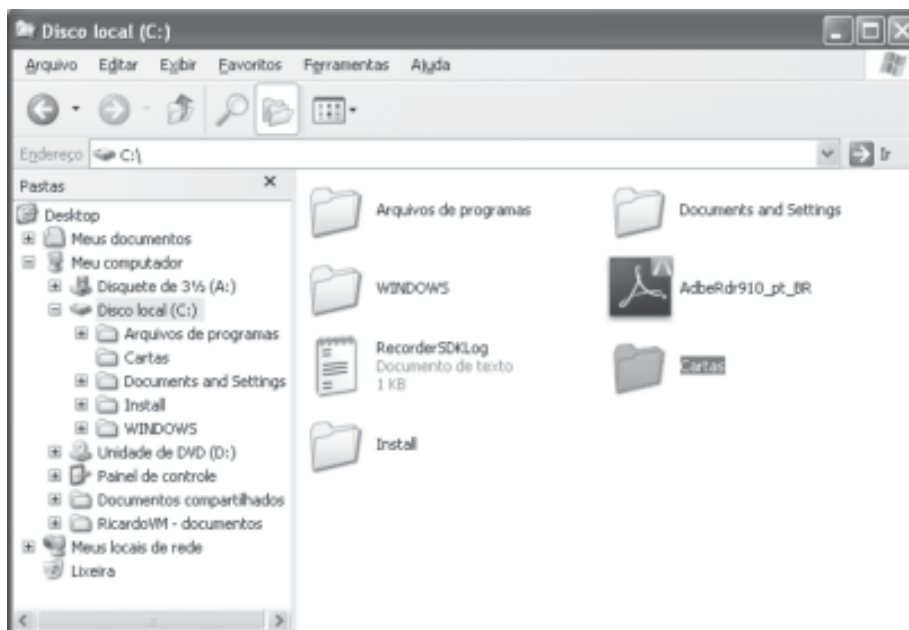 Disco local (C:)
Arquivo Editar Exibir Favoritos Ferramentas Ajuda
Endereço C:\ Ir
Pastas
Desktop
Meus documentos
Meu computador
Disquete de 3½ (A:)
Disco local (C:)
Arquivos de programas
Cartas
Documents and Settings
Install
WINDOWS
Unidade de DVD (D:)
Painel de controle
Documentos compartilhados
RicardoVM - documentos
Meus locais de rede
Lixeira
Arquivos de programas
Documents and Settings
WINDOWS
AdbeRdr910_pt_BR
RecorderSDKLog
Documento de texto
1 KB
Cartas
Install